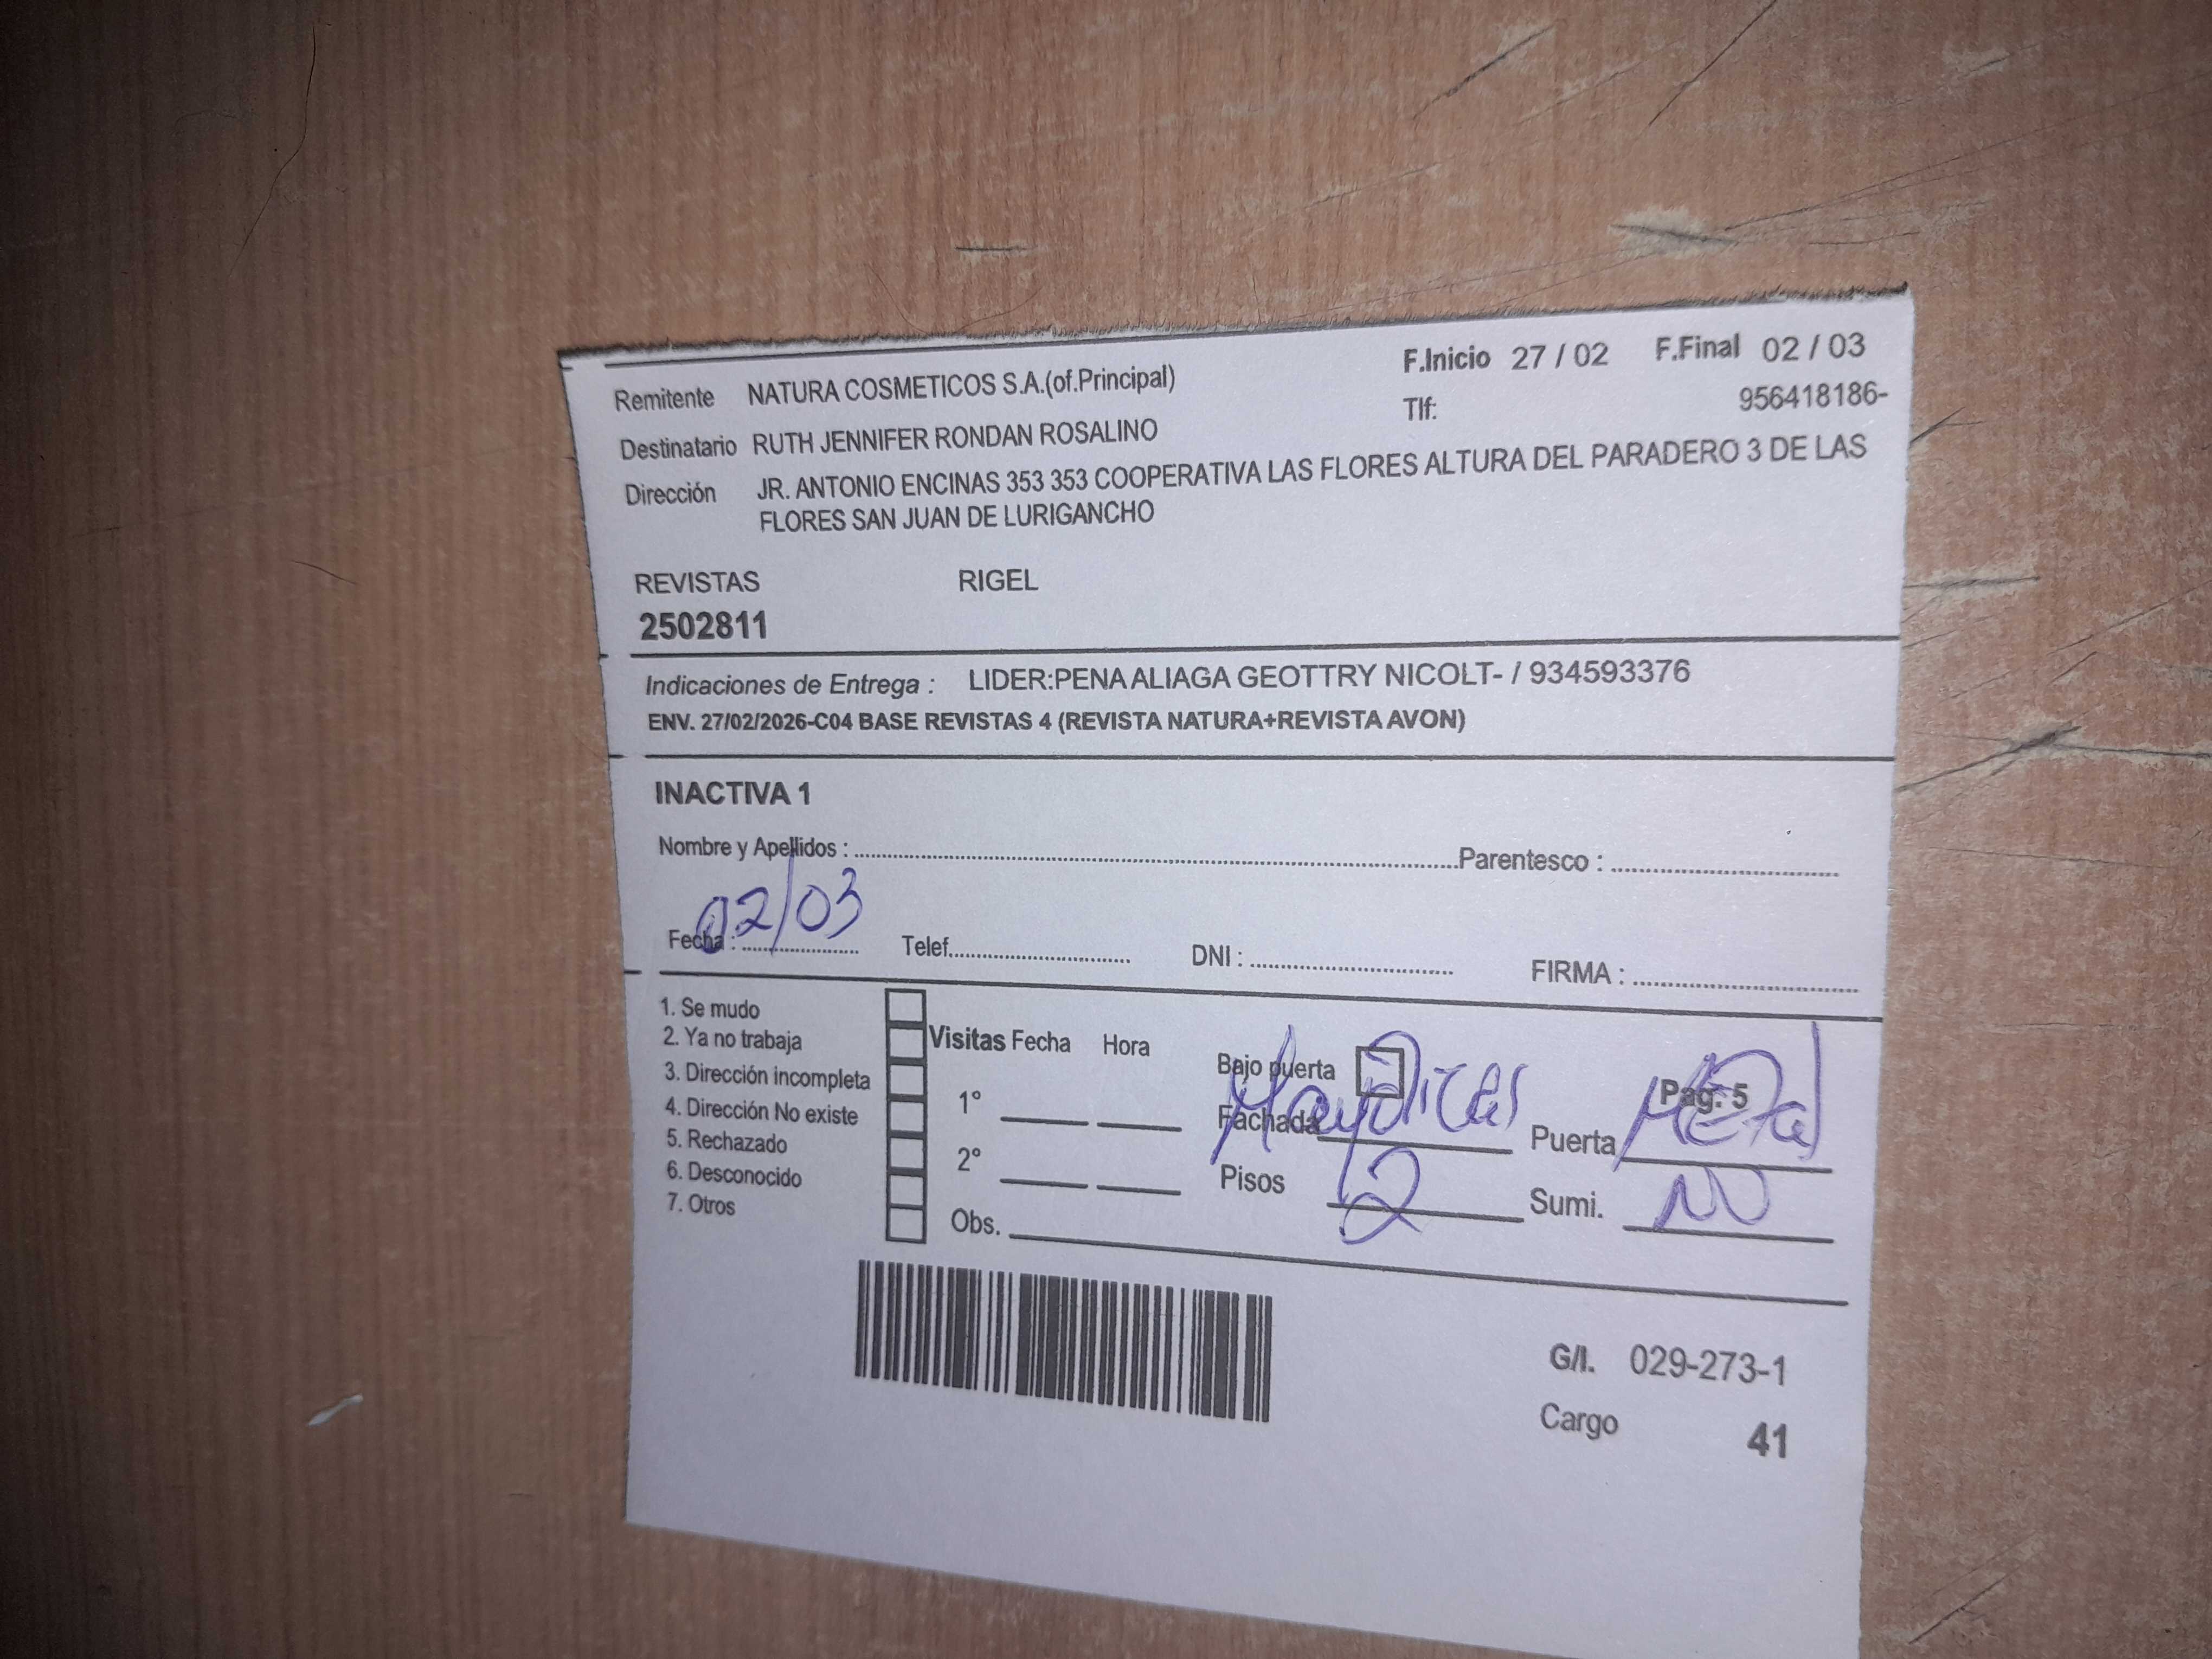 F.Inicio 27 / 02 F.Final 02 / 03
Remitente NATURA COSMETICOS S.A.(of.Principal)
Tlf: 956418186-
Destinatario RUTH JENNIFER RONDAN ROSALINO
Dirección JR. ANTONIO ENCINAS 353 353 COOPERATIVA LAS FLORES ALTURA DEL PARADERO 3 DE LAS
FLORES SAN JUAN DE LURIGANCHO
REVISTAS RIGEL
2502811
Indicaciones de Entrega : LIDER:PENA ALIAGA GEOTTRY NICOLT- / 934593376
ENV. 27/02/2026-C04 BASE REVISTAS 4 (REVISTA NATURA+REVISTA AVON)
INACTIVA 1
Nombre y Apellidos : Parentesco :
Fecha : 02/03 Telef. DNI : FIRMA :
1. Se mudo
2. Ya no trabaja
3. Dirección incompleta
4. Dirección No existe
5. Rechazado
6. Desconocido
7. Otros
Visitas Fecha Hora
1°
2°
Obs.
Bajo puerta Pag: 5
Fachada Puerta Metal
Pisos 2 Sumi. NO
G/I. 029-273-1
Cargo 41